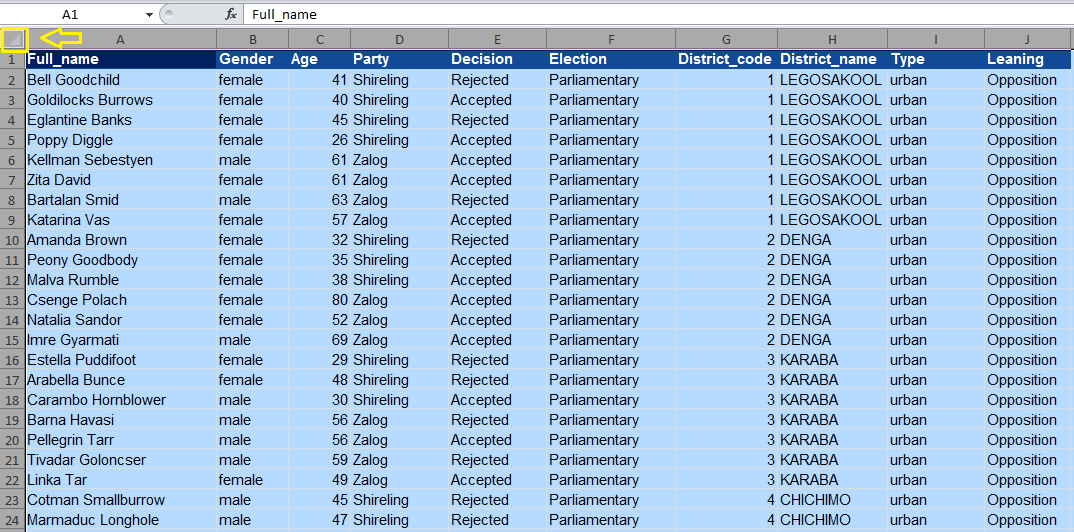 A1 fx Full_name
A B C D E F G H I J
1 Full_name Gender Age Party Decision Election District_code District_name Type Leaning
2 Bell Goodchild female 41 Shireling Rejected Parliamentary 1 LEGOSAKOOL urban Opposition
3 Goldilocks Burrows female 40 Shireling Accepted Parliamentary 1 LEGOSAKOOL urban Opposition
4 Eglantine Banks female 45 Shireling Rejected Parliamentary 1 LEGOSAKOOL urban Opposition
5 Poppy Diggle female 26 Shireling Accepted Parliamentary 1 LEGOSAKOOL urban Opposition
6 Kellman Sebestyen male 61 Zalog Accepted Parliamentary 1 LEGOSAKOOL urban Opposition
7 Zita David female 61 Zalog Accepted Parliamentary 1 LEGOSAKOOL urban Opposition
8 Bartalan Smid male 63 Zalog Rejected Parliamentary 1 LEGOSAKOOL urban Opposition
9 Katarina Vas female 57 Zalog Accepted Parliamentary 1 LEGOSAKOOL urban Opposition
10 Amanda Brown female 32 Shireling Rejected Parliamentary 2 DENGA urban Opposition
11 Peony Goodbody female 35 Shireling Accepted Parliamentary 2 DENGA urban Opposition
12 Malva Rumble female 38 Shireling Accepted Parliamentary 2 DENGA urban Opposition
13 Csenge Polach female 80 Zalog Accepted Parliamentary 2 DENGA urban Opposition
14 Natalia Sandor female 52 Zalog Accepted Parliamentary 2 DENGA urban Opposition
15 Imre Gyarmati male 69 Zalog Accepted Parliamentary 2 DENGA urban Opposition
16 Estella Puddifoot female 29 Shireling Rejected Parliamentary 3 KARABA urban Opposition
17 Arabella Bunce female 48 Shireling Rejected Parliamentary 3 KARABA urban Opposition
18 Carambo Hornblower male 30 Shireling Accepted Parliamentary 3 KARABA urban Opposition
19 Barna Havasi male 56 Zalog Rejected Parliamentary 3 KARABA urban Opposition
20 Pellegrin Tarr male 56 Zalog Accepted Parliamentary 3 KARABA urban Opposition
21 Tivadar Goloncser male 59 Zalog Rejected Parliamentary 3 KARABA urban Opposition
22 Linka Tar female 49 Zalog Accepted Parliamentary 3 KARABA urban Opposition
23 Cotman Smallburrow male 45 Shireling Rejected Parliamentary 4 CHICHIMO urban Opposition
24 Marmaduc Longhole male 47 Shireling Rejected Parliamentary 4 CHICHIMO urban Opposition